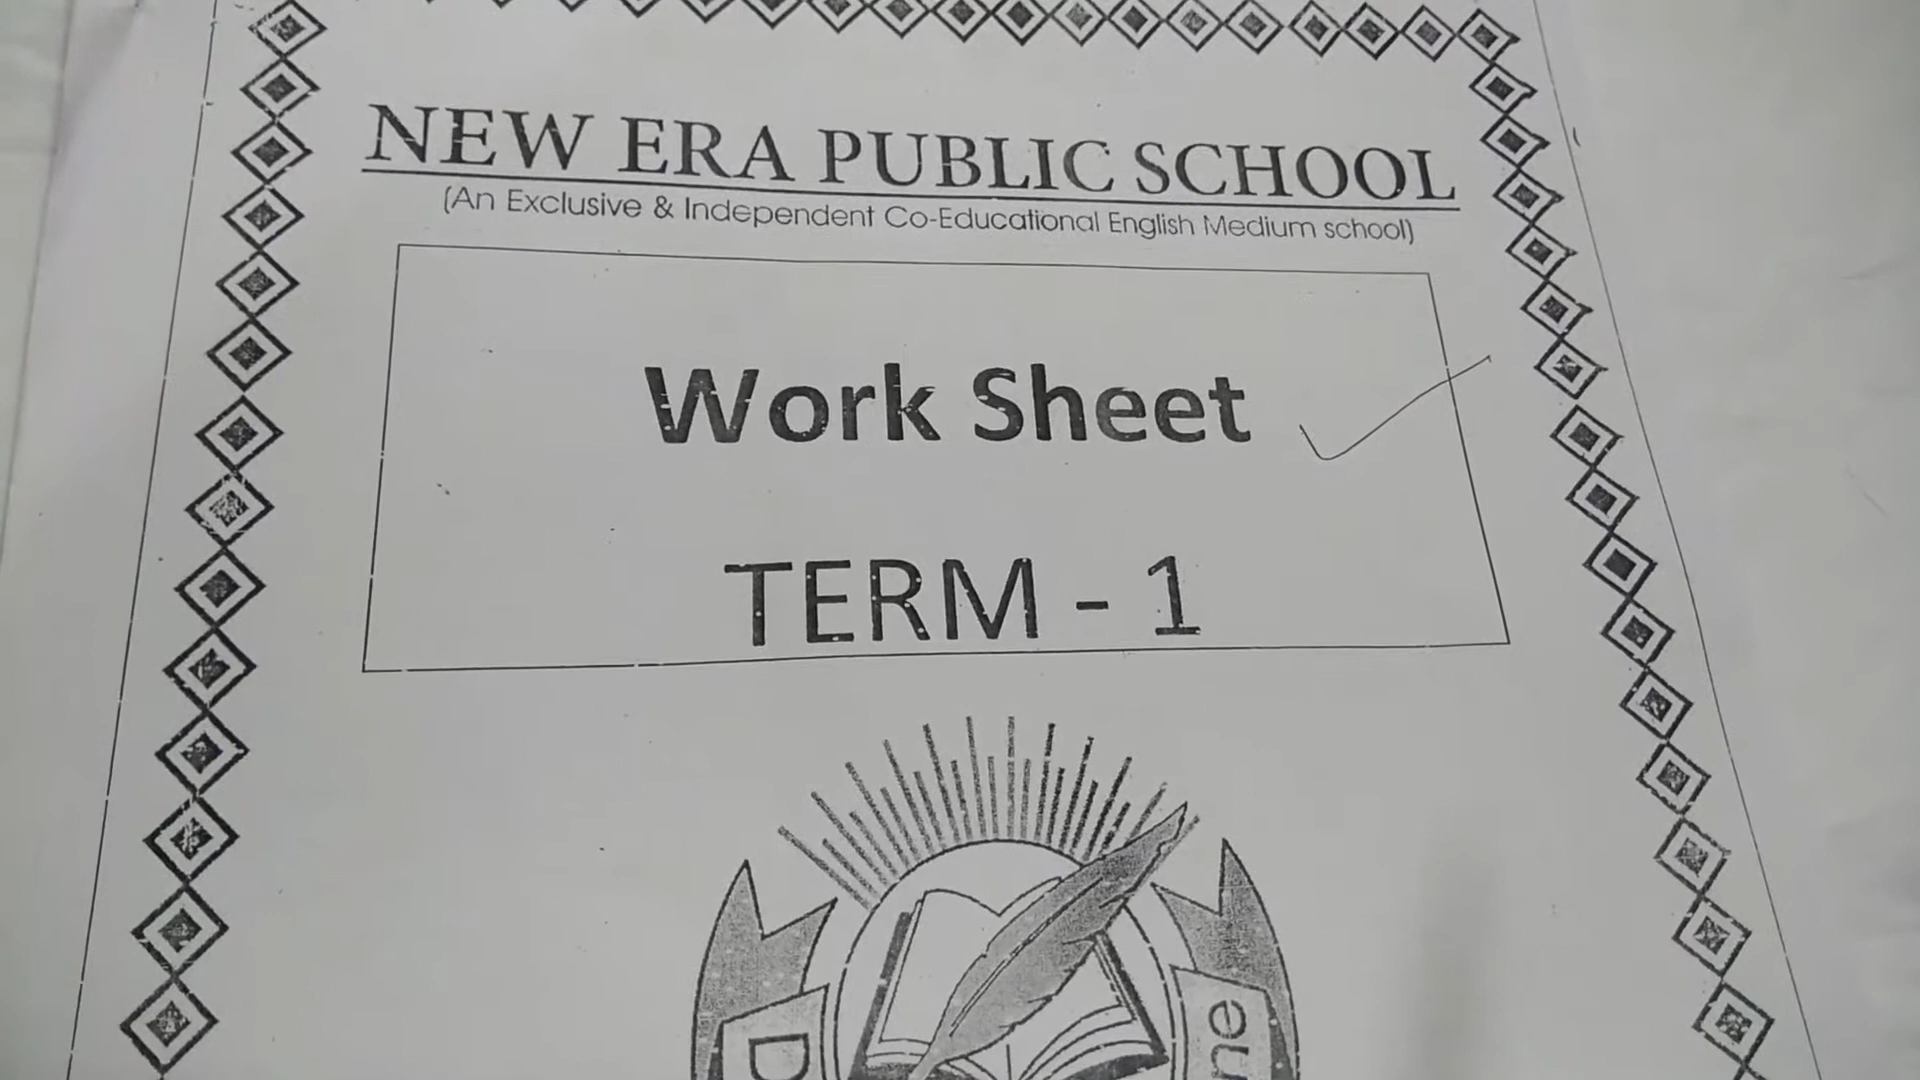 NEW ERA PUBLIC SCHOOL
(An Exclusive & Independent Co-Educational English Medium school)
Work Sheet
TERM - 1